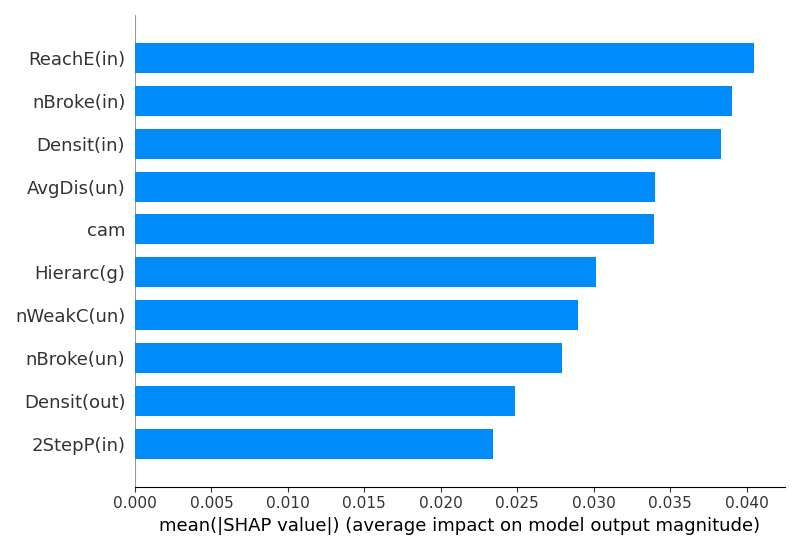 ReachE(in)
nBroke(in)
Densit(in)
AvgDis(un)
cam
Hierarc(g)
nWeakC(un)
nBroke(un)
Densit(out)
2StepP(in)
0.000 0.005 0.010 0.015 0.020 0.025 0.030 0.035 0.040
mean(|SHAP value|) (average impact on model output magnitude)